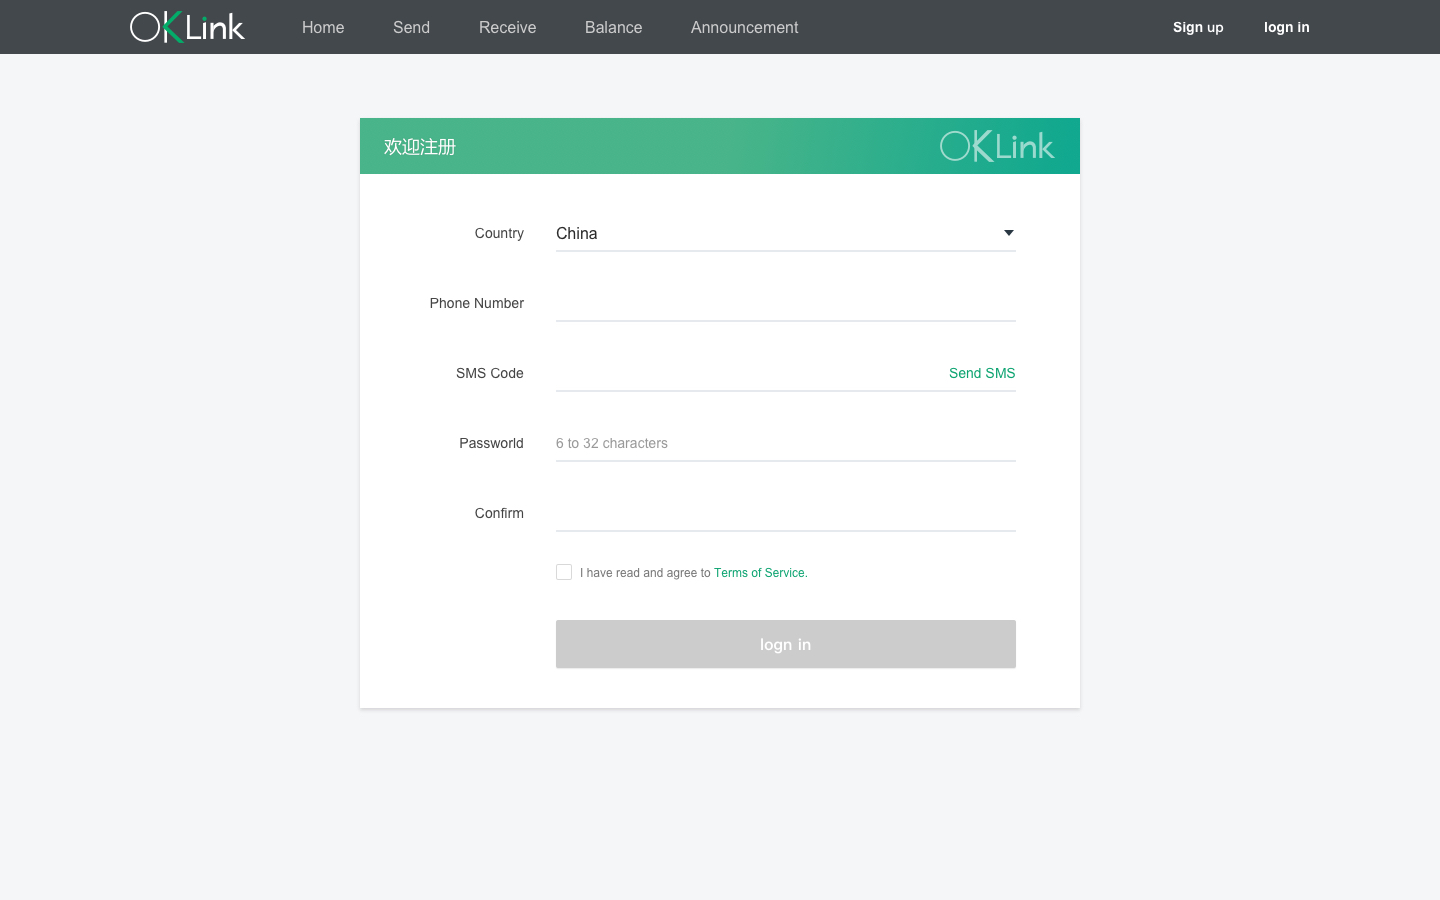 OKLink
Home Send Receive Balance Announcement Sign up login in
欢迎注册 OKLink
Country China
Phone Number
SMS Code Send SMS
Passworld 6 to 32 characters
Confirm
I have read and agree to Terms of Service.
logn in